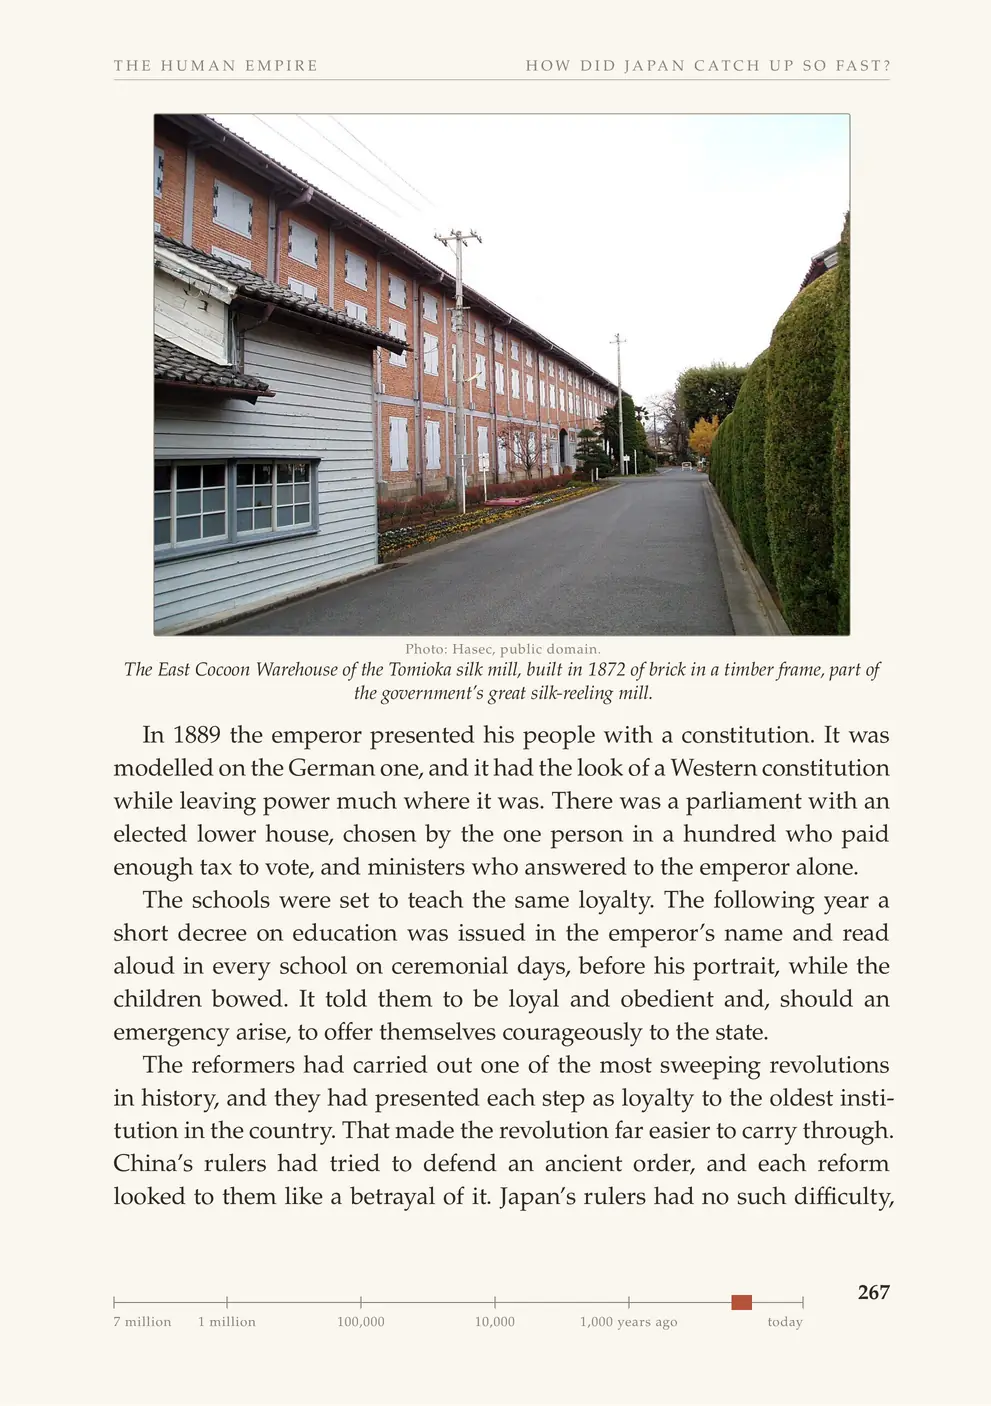 THE HUMAN EMPIRE
HOW DID JAPAN CATCH UP SO FAST?
Photo: Hasec, public domain.
The East Cocoon Warehouse of the Tomioka silk mill, built in 1872 of brick in a timber frame, part of
the government’s great silk-reeling mill.
In 1889 the emperor presented his people with a constitution. It was
modelled on the German one, and it had the look of a Western constitution
while leaving power much where it was. There was a parliament with an
elected lower house, chosen by the one person in a hundred who paid
enough tax to vote, and ministers who answered to the emperor alone.
The schools were set to teach the same loyalty. The following year a
short decree on education was issued in the emperor’s name and read
aloud in every school on ceremonial days, before his portrait, while the
children bowed. It told them to be loyal and obedient and, should an
emergency arise, to offer themselves courageously to the state.
The reformers had carried out one of the most sweeping revolutions
in history, and they had presented each step as loyalty to the oldest insti-
tution in the country. That made the revolution far easier to carry through.
China’s rulers had tried to defend an ancient order, and each reform
looked to them like a betrayal of it. Japan’s rulers had no such difficulty,
267
7 million
1 million
100,000
10,000
1,000 years ago
today